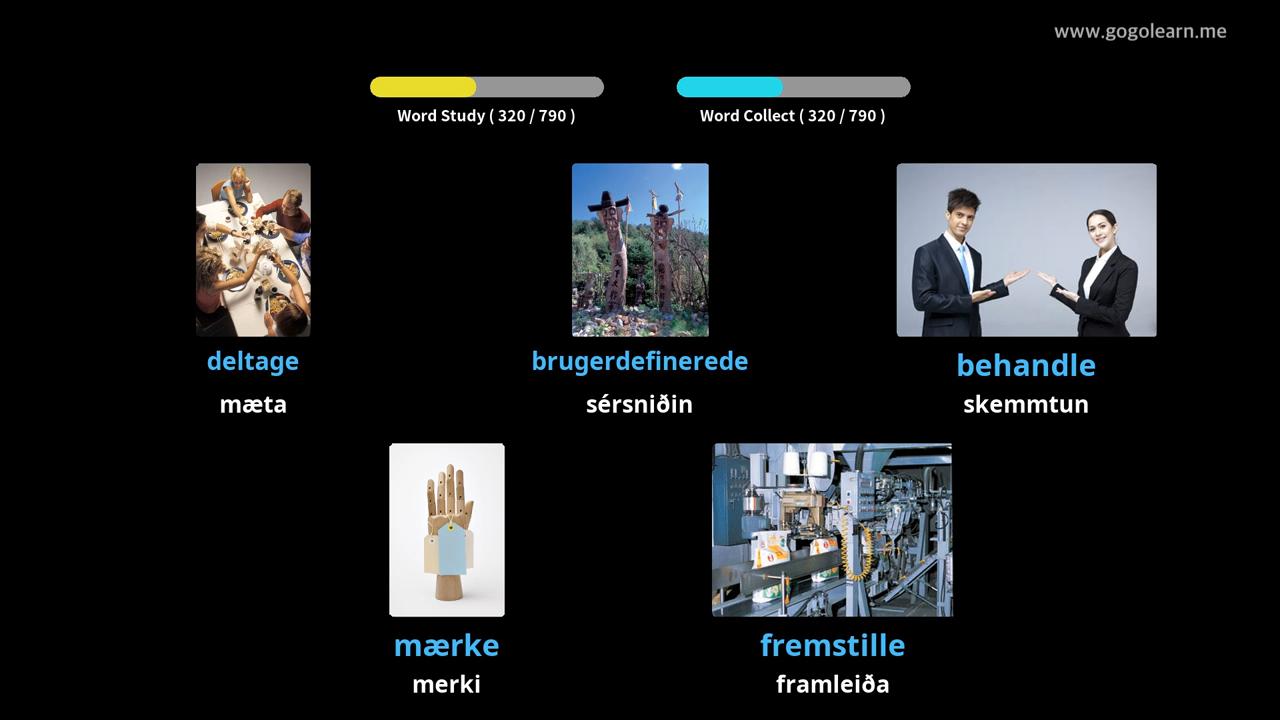 www.gogolearn.me
Word Study ( 320 / 790 )
Word Collect ( 320 / 790 )
deltage
mæta
brugerdefinerede
sérsniðin
behandle
skemmtun
mærke
merki
fremstille
framleiða